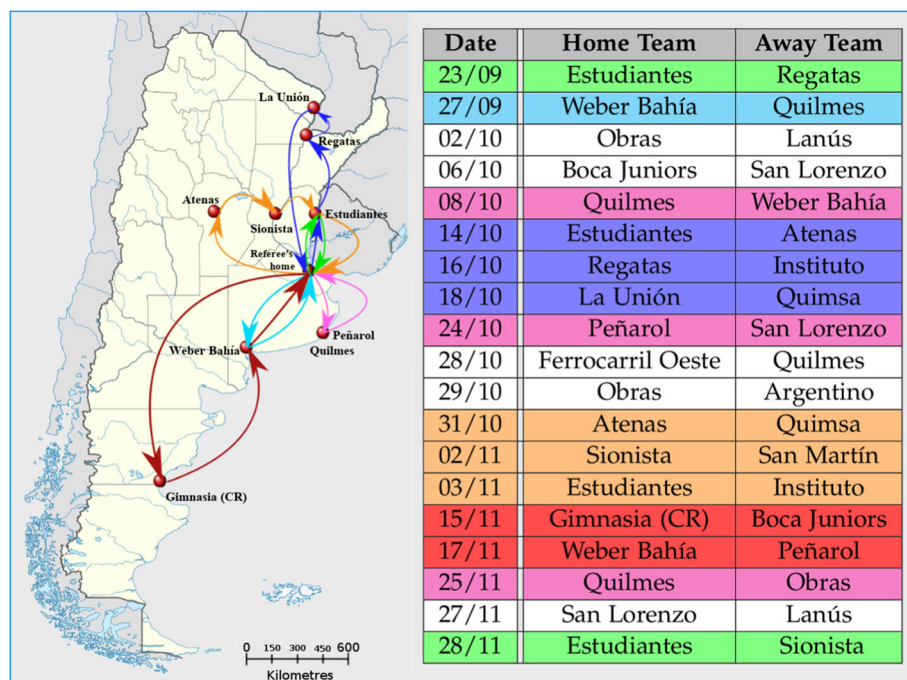 La Unión
Regatas
Atenas
Sionista
Estudiantes
Referee's
home
Weber Bahía
Peñarol
Quilmes
Gimnasia (CR)
0 150 300 600
Kilometres
Date Home Team Away Team
23/09 Estudiantes Regatas
27/09 Weber Bahía Quilmes
02/10 Obras Lanús
06/10 Boca Juniors San Lorenzo
08/10 Quilmes Weber Bahía
14/10 Estudiantes Atenas
16/10 Regatas Instituto
18/10 La Unión Quimsa
24/10 Peñarol San Lorenzo
28/10 Ferrocarril Oeste Quilmes
29/10 Obras Argentino
31/10 Atenas Quimsa
02/11 Sionista San Martín
03/11 Estudiantes Instituto
15/11 Gimnasia (CR) Boca Juniors
17/11 Weber Bahía Peñarol
25/11 Quilmes Obras
27/11 San Lorenzo Lanús
28/11 Estudiantes Sionista